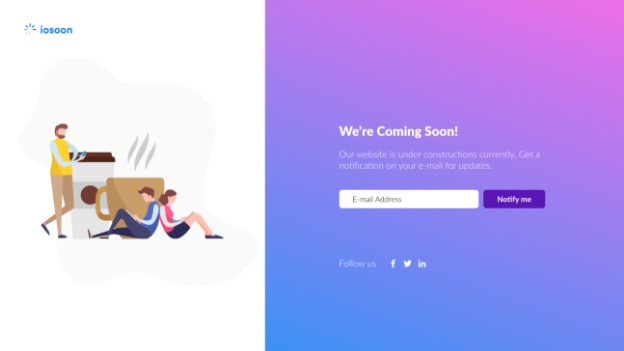 iosoon
We're Coming Soon!
Our website is under constructions currently, Get a
notification on your e-mail for updates.
E-mail Address
Notify me
Follow us